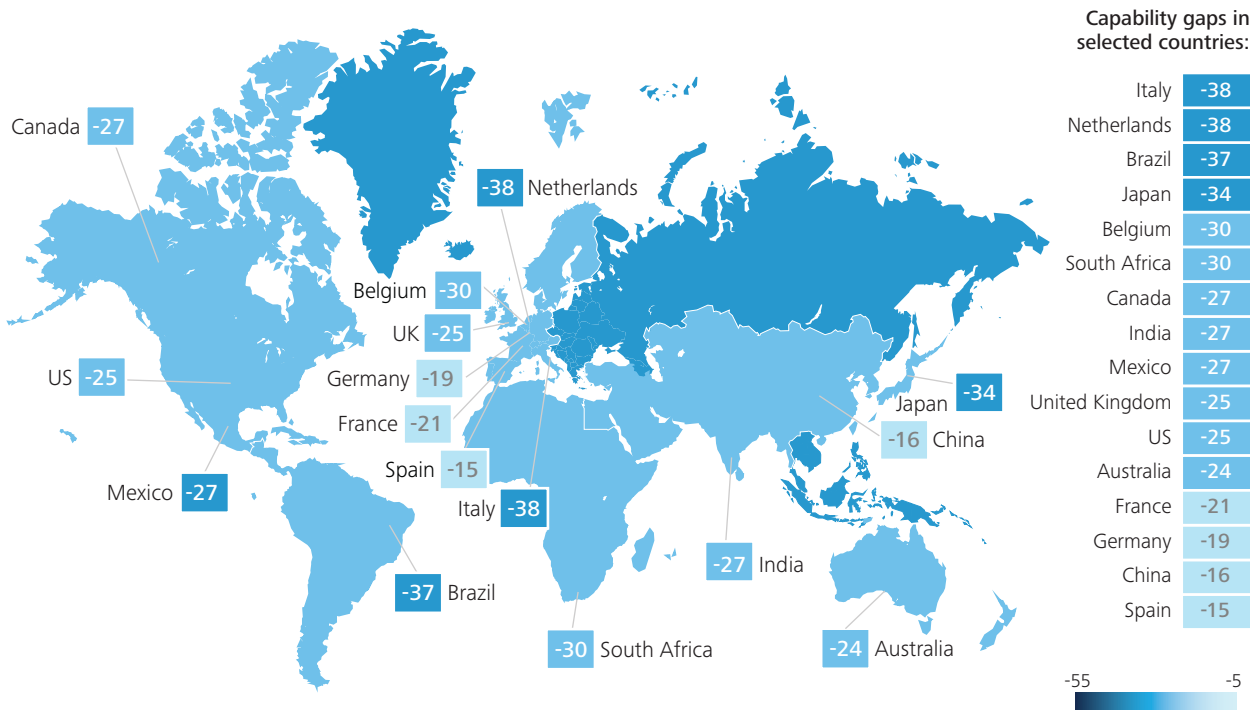 Capability gaps in
selected countries:
Canada -27
-38 Netherlands
Belgium -30
UK -25
US -25
Germany -19
France -21
Spain -15
Italy -38
Mexico -27
Brazil -37
-30 South Africa
-27 India
Japan -34
-16 China
-24 Australia
Italy -38
Netherlands -38
Brazil -37
Japan -34
Belgium -30
South Africa -30
Canada -27
India -27
Mexico -27
United Kingdom -25
US -25
Australia -24
France -21
Germany -19
China -16
Spain -15
-55 -5